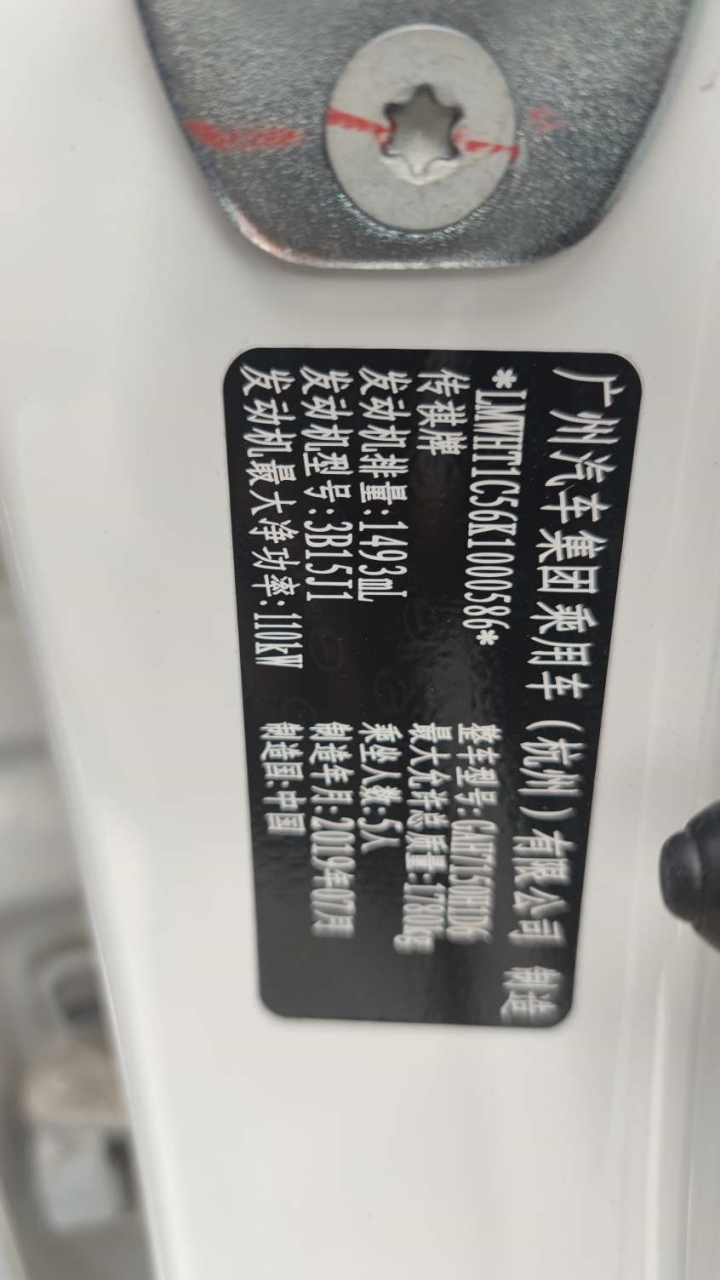 广州汽车集团乘用车（杭州）有限公司 制造
*LMWHT1C56K1000586*
传祺牌 整车型号:
发动机排量:1493mL 最大允许总质量:1780kg
发动机型号:3B15J1 乘坐人数:5人
发动机最大净功率:110kW 制造年月:2019年07月
制造国:中国